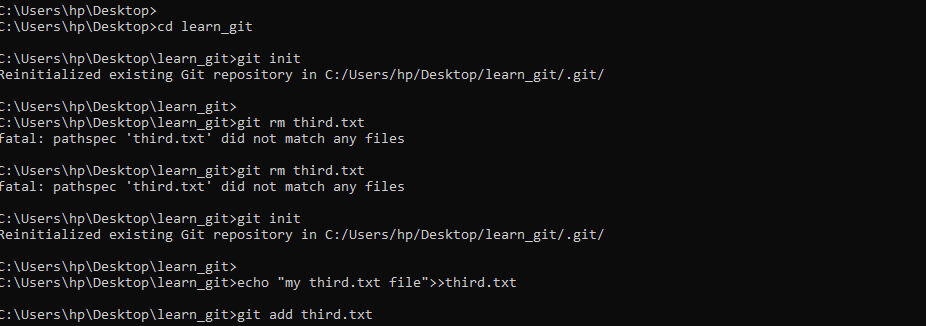 C:\Users\hp\Desktop>
C:\Users\hp\Desktop>cd learn_git
C:\Users\hp\Desktop\learn_git>git init
Reinitialized existing Git repository in C:/Users/hp/Desktop/learn_git/.git/
C:\Users\hp\Desktop\learn_git>
C:\Users\hp\Desktop\learn_git>git rm third.txt
fatal: pathspec 'third.txt' did not match any files
C:\Users\hp\Desktop\learn_git>git rm third.txt
fatal: pathspec 'third.txt' did not match any files
C:\Users\hp\Desktop\learn_git>git init
Reinitialized existing Git repository in C:/Users/hp/Desktop/learn_git/.git/
C:\Users\hp\Desktop\learn_git>
C:\Users\hp\Desktop\learn_git>echo "my third.txt file">>third.txt
C:\Users\hp\Desktop\learn_git>git add third.txt